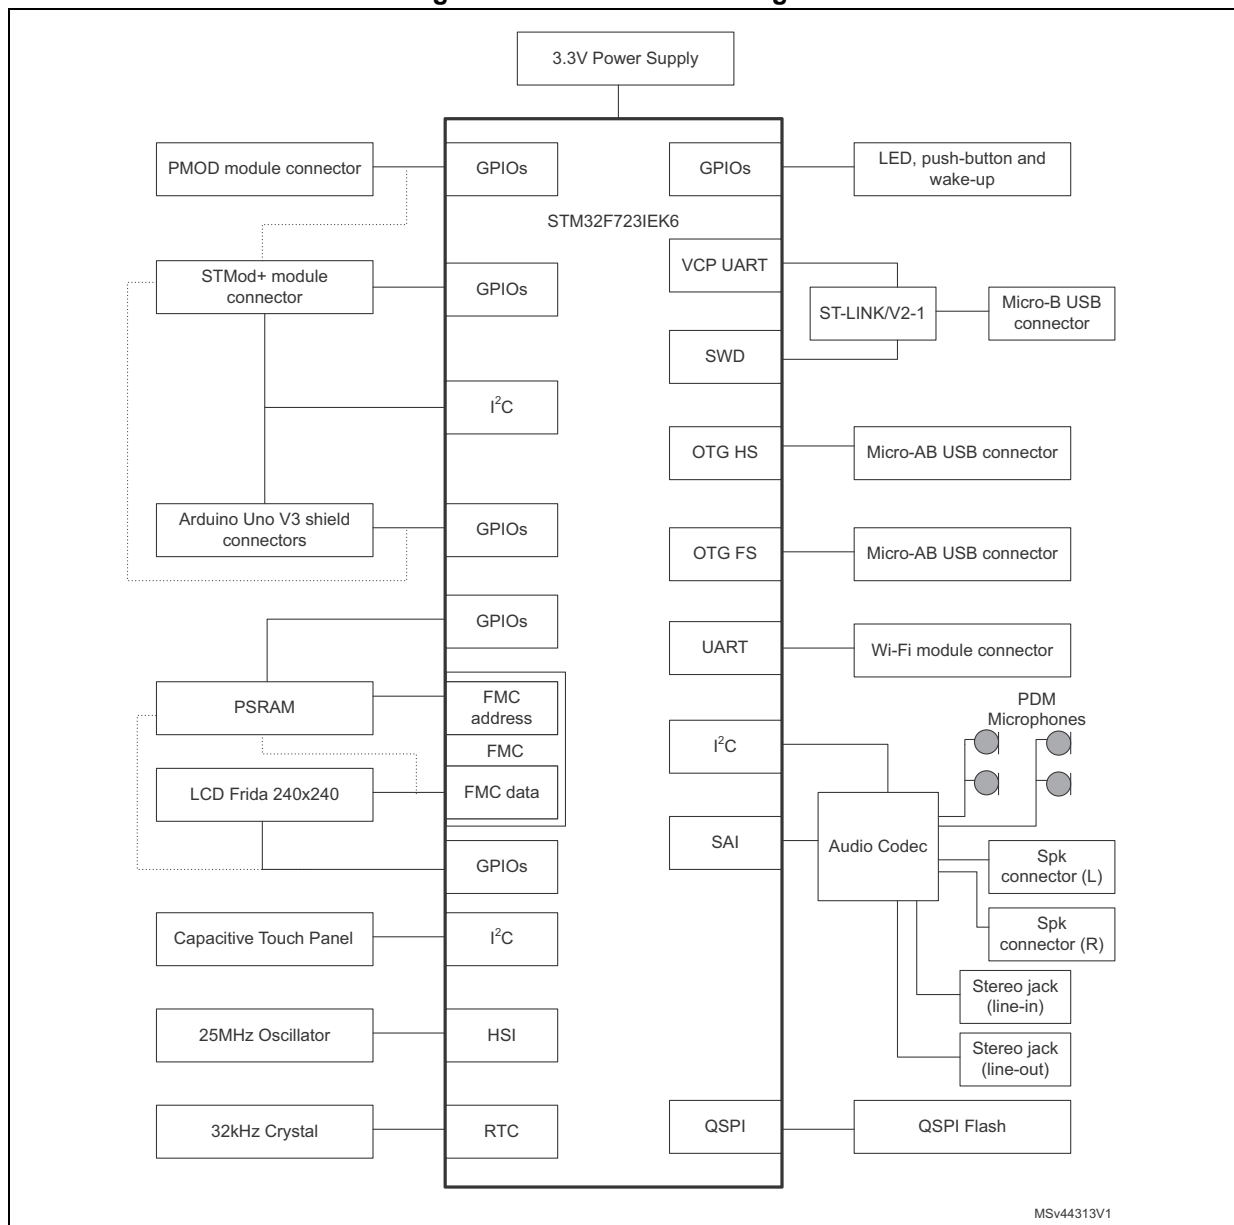 3.3V Power Supply
PMOD module connector
GPIOs
GPIOs
LED, push-button and
wake-up
STM32F723IEK6
STMod+ module
connector
GPIOs
VCP UART
ST-LINK/V2-1
Micro-B USB
connector
SWD
I²C
OTG HS
Micro-AB USB connector
Arduino Uno V3 shield
connectors
GPIOs
OTG FS
Micro-AB USB connector
GPIOs
UART
Wi-Fi module connector
PSRAM
FMC
address
FMC
I²C
PDM
Microphones
LCD Frida 240x240
FMC data
SAI
Audio Codec
Spk
connector (L)
GPIOs
Spk
connector (R)
Capacitive Touch Panel
I²C
Stereo jack
(line-in)
25MHz Oscillator
HSI
Stereo jack
(line-out)
32kHz Crystal
RTC
QSPI
QSPI Flash
MSv44313V1